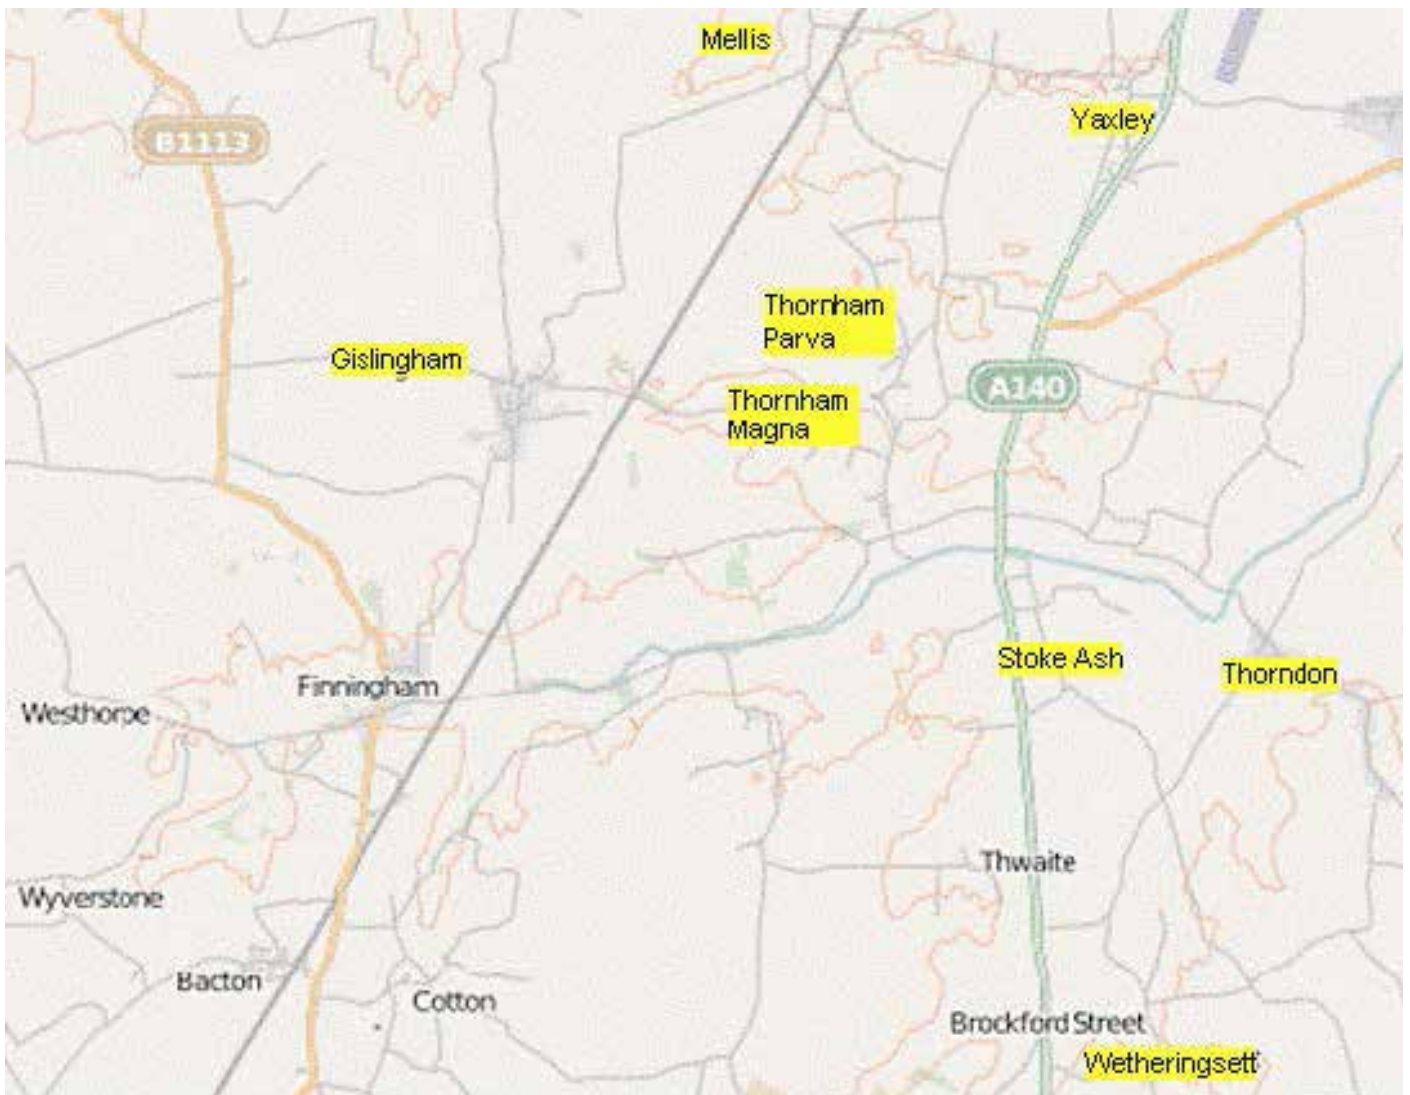 Mellis
Yaxley
B1113
Thornham
Parva
Gislingham
A140
Thornham
Magna
Stoke Ash
Thorndon
Finningham
Westhorpe
Thwaite
Wyverstone
Bacton
Cotton
Brockford Street
Wetheringsett